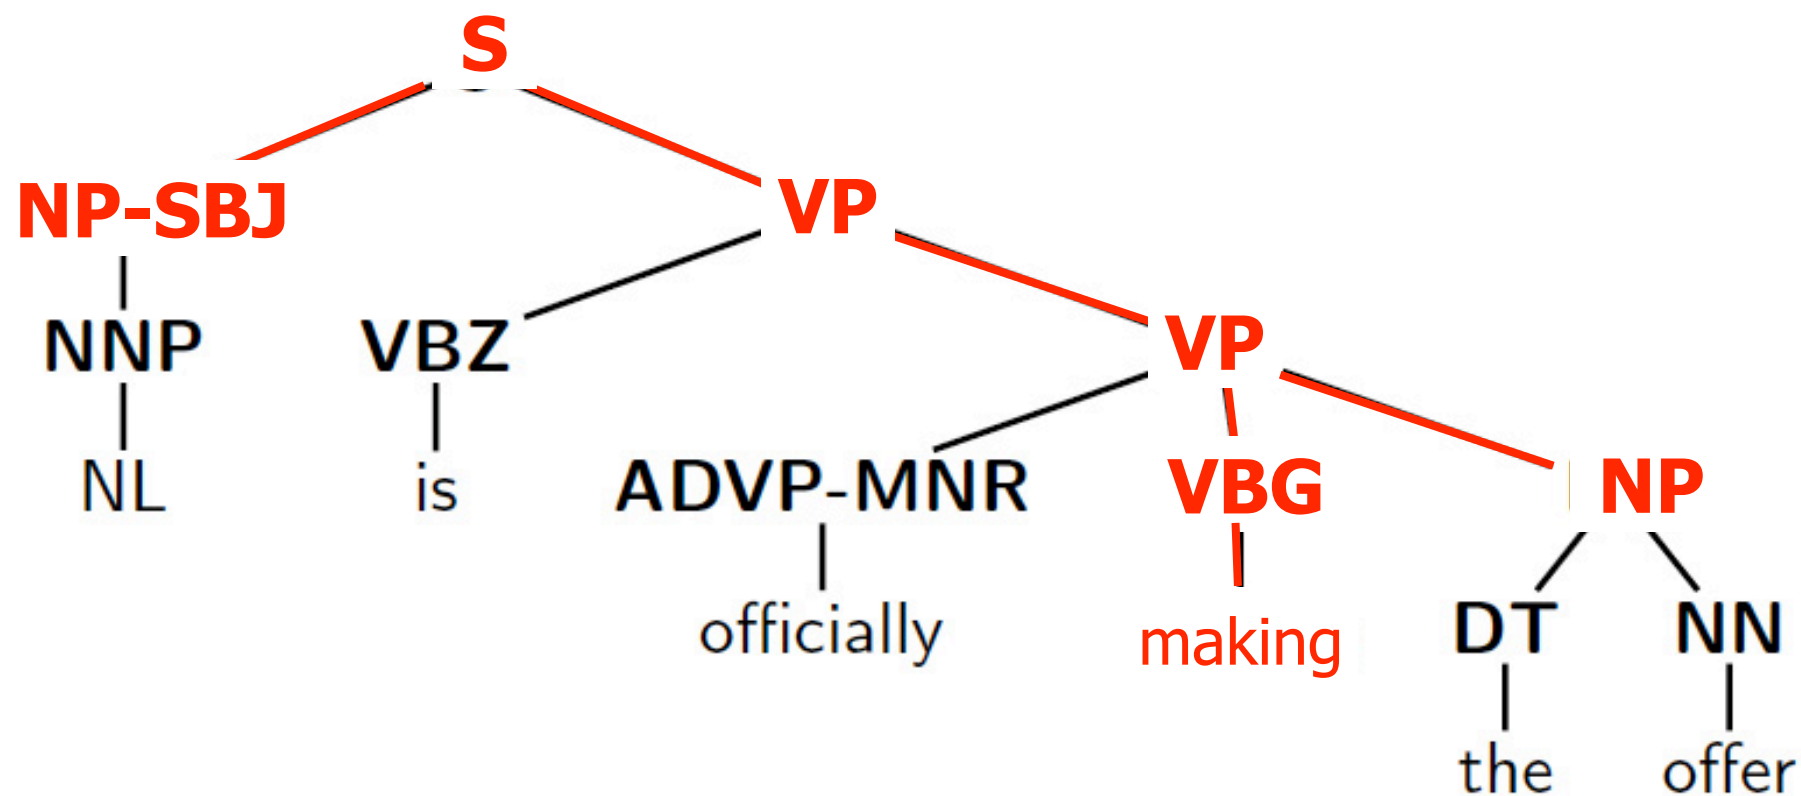 S
NP-SBJ VP
NNP VBZ VP
NL is ADVP-MNR VBG NP
officially making DT NN
the offer